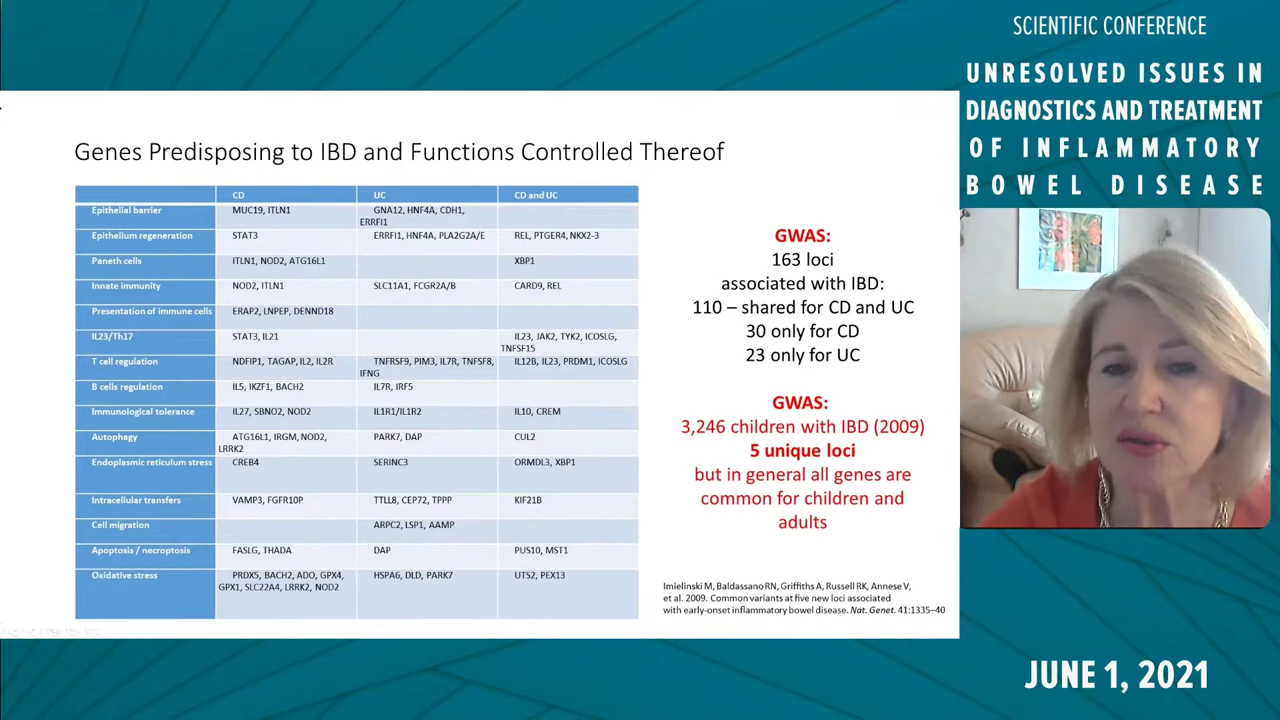 SCIENTIFIC CONFERENCE
UNRESOLVED ISSUES IN
DIAGNOSTICS AND TREATMENT
OF INFLAMMATORY
BOWEL DISEASE
Genes Predisposing to IBD and Functions Controlled Thereof
CD UC CD and UC
Epithelial barrier MUC19, ITLN1 GNA12, HNF4A, CDH1,
ERRFI1
Epithelium regeneration STAT3 ERRFI1, HNF4A, PLA2G2A/E REL, PTGER4, NKX2-3
Paneth cells ITLN1, NOD2, ATG16L1 XBP1
Innate immunity NOD2, ITLN1 SLC11A1, FCGR2A/B CARD9, REL
Presentation of immune cells ERAP2, LNPEP, DENND18
IL23/Th17 STAT3, IL21 IL23, JAK2, TYK2, ICOSLG,
TNFSF15
T cell regulation NDFIP1, TAGAP, IL2, IL2R TNFRSF9, PIM3, IL7R, TNFSF8, IL12B, IL23, PRDM1, ICOSLG
IFNG
B cells regulation IL5, IKZF1, BACH2 IL7R, IRF5
Immunological tolerance IL27, SBNO2, NOD2 IL1R1/IL1R2 IL10, CREM
Autophagy ATG16L1, IRGM, NOD2, PARK7, DAP CUL2
LRRK2
Endoplasmic reticulum stress CREB4 SERINC3 ORMDL3, XBP1
Intracellular transfers VAMP3, FGFR10P TTLL8, CEP72, TPPP KIF21B
Cell migration ARPC2, LSP1, AAMP
Apoptosis / necroptosis FASLG, THADA DAP PUS10, MST1
Oxidative stress PRDX5, BACH2, ADO, GPX4, HSPA6, DLD, PARK7 UTS2, PEX13
GPX1, SLC22A4, LRRK2, NOD2
GWAS:
163 loci
associated with IBD:
110 – shared for CD and UC
30 only for CD
23 only for UC
GWAS:
3,246 children with IBD (2009)
5 unique loci
but in general all genes are
common for children and
adults
Imielinski M, Baldassano RN, Griffiths A, Russell RK, Annese V,
et al. 2009. Common variants at five new loci associated
with early-onset inflammatory bowel disease. Nat. Genet. 41:1335–40
JUNE 1, 2021